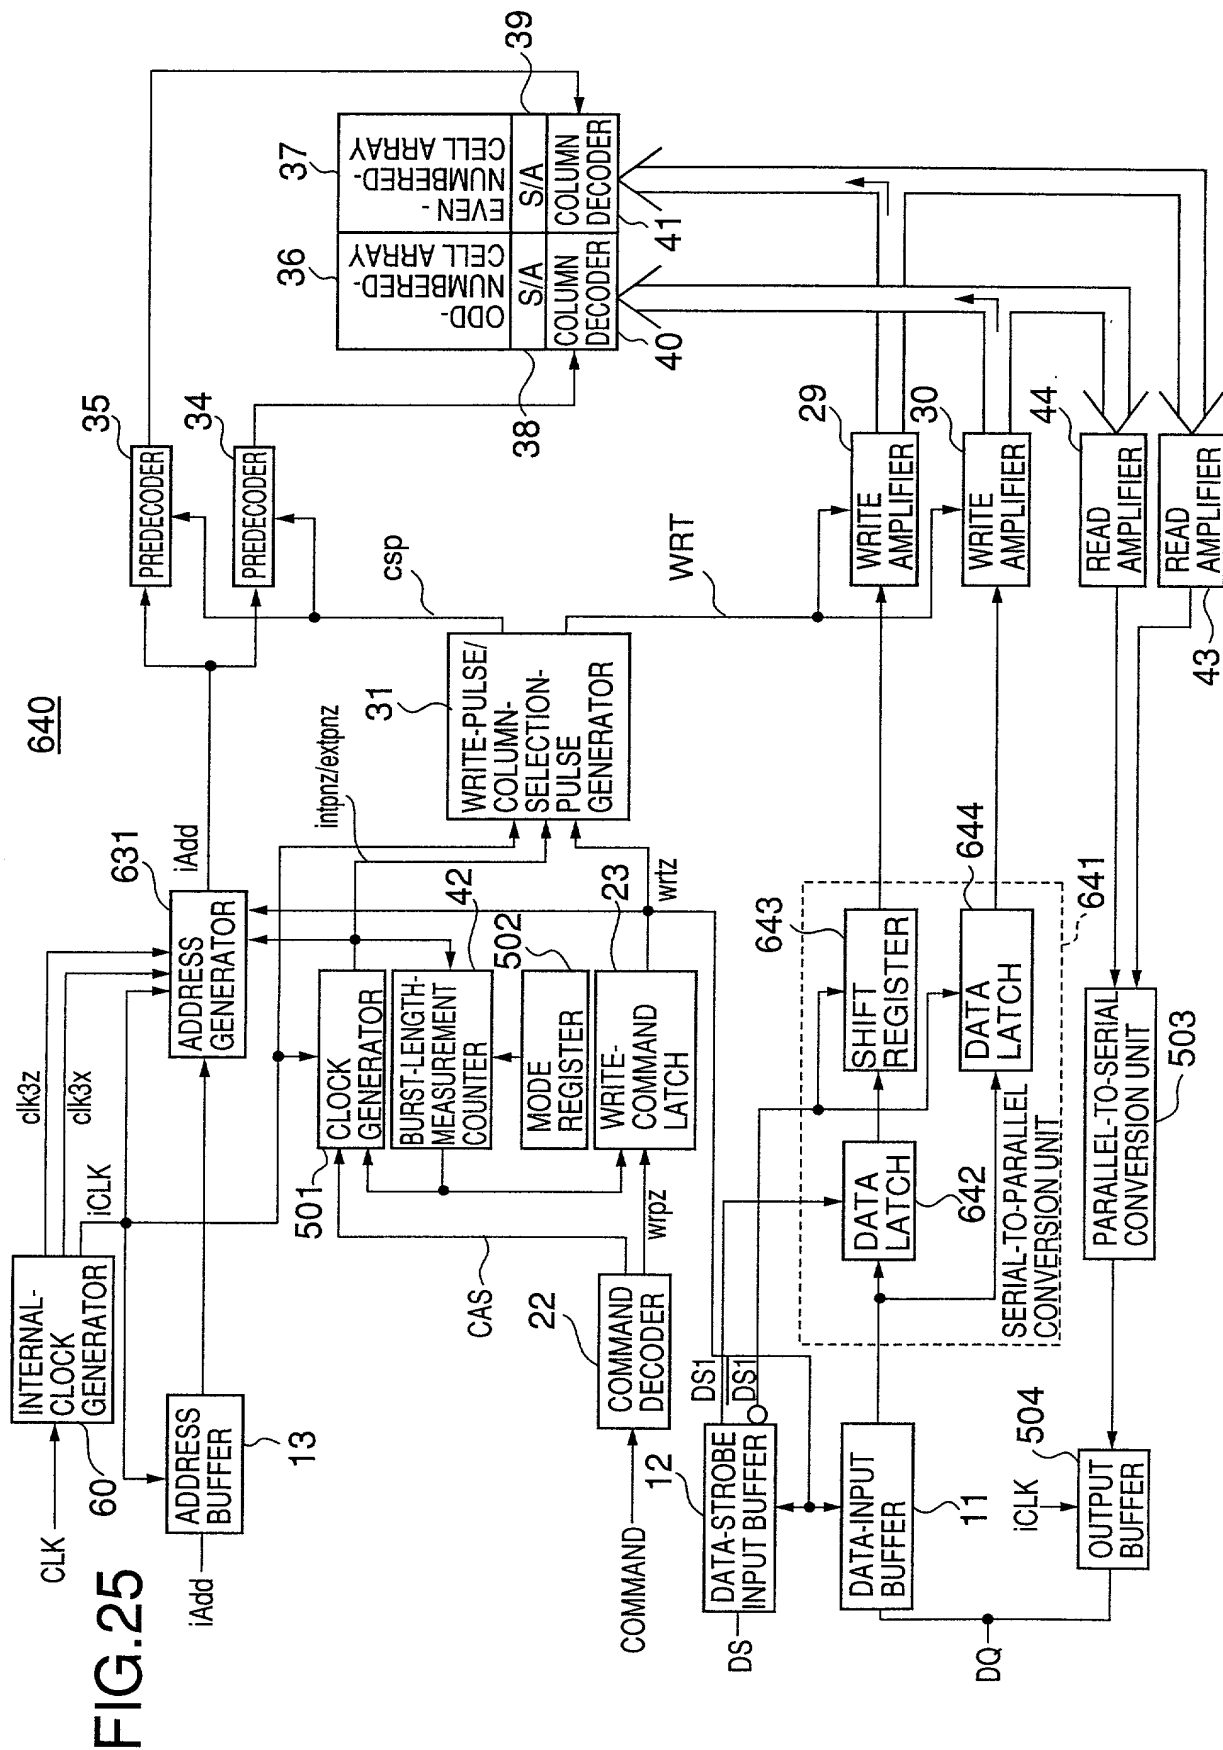 FIG.25
640
CLK
60
INTERNAL-
CLOCK
GENERATOR
clk3z
clk3x
iCLK
iAdd
ADDRESS
BUFFER
13
631
ADDRESS
GENERATOR
iAdd
PREDECODER
35
PREDECODER
34
csp
36
ODD-
NUMBERED-
CELL ARRAY
37
EVEN -
NUMBERED-
CELL ARRAY
S/A
S/A
38
39
COLUMN
DECODER
COLUMN
DECODER
40
41
intpnz/extpnz
31
WRITE-PULSE/
COLUMN-
SELECTION-
PULSE
GENERATOR
WRT
501
CLOCK
GENERATOR
BURST-LENGTH-
MEASUREMENT
COUNTER
42
MODE
REGISTER
502
WRITE-
COMMAND
LATCH
23
wrtz
CAS
wrpz
COMMAND
22
COMMAND
DECODER
DS
12
DATA-STROBE
INPUT BUFFER
DS1
DS1
DATA-INPUT
BUFFER
11
DQ
DATA
LATCH
642
643
SHIFT
REGISTER
DATA LATCH
644
SERIAL-TO-PARALLEL
CONVERSION UNIT
641
29
WRITE
AMPLIFIER
30
WRITE
AMPLIFIER
44
READ
AMPLIFIER
READ
AMPLIFIER
43
PARALLEL-TO-SERIAL
CONVERSION UNIT
503
504
iCLK
OUTPUT
BUFFER